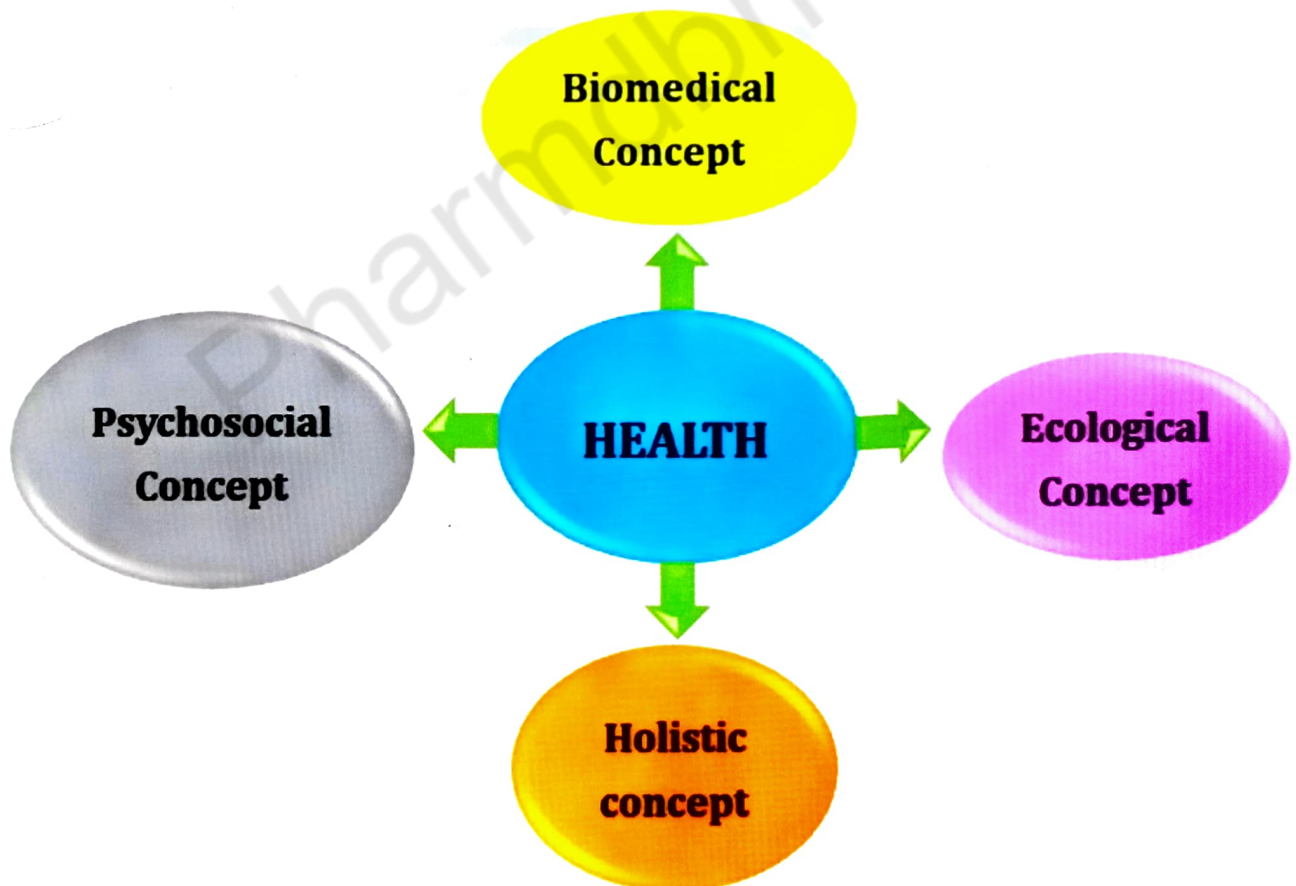 Biomedical
Concept
Psychosocial
Concept
HEALTH
Ecological
Concept
Holistic
concept